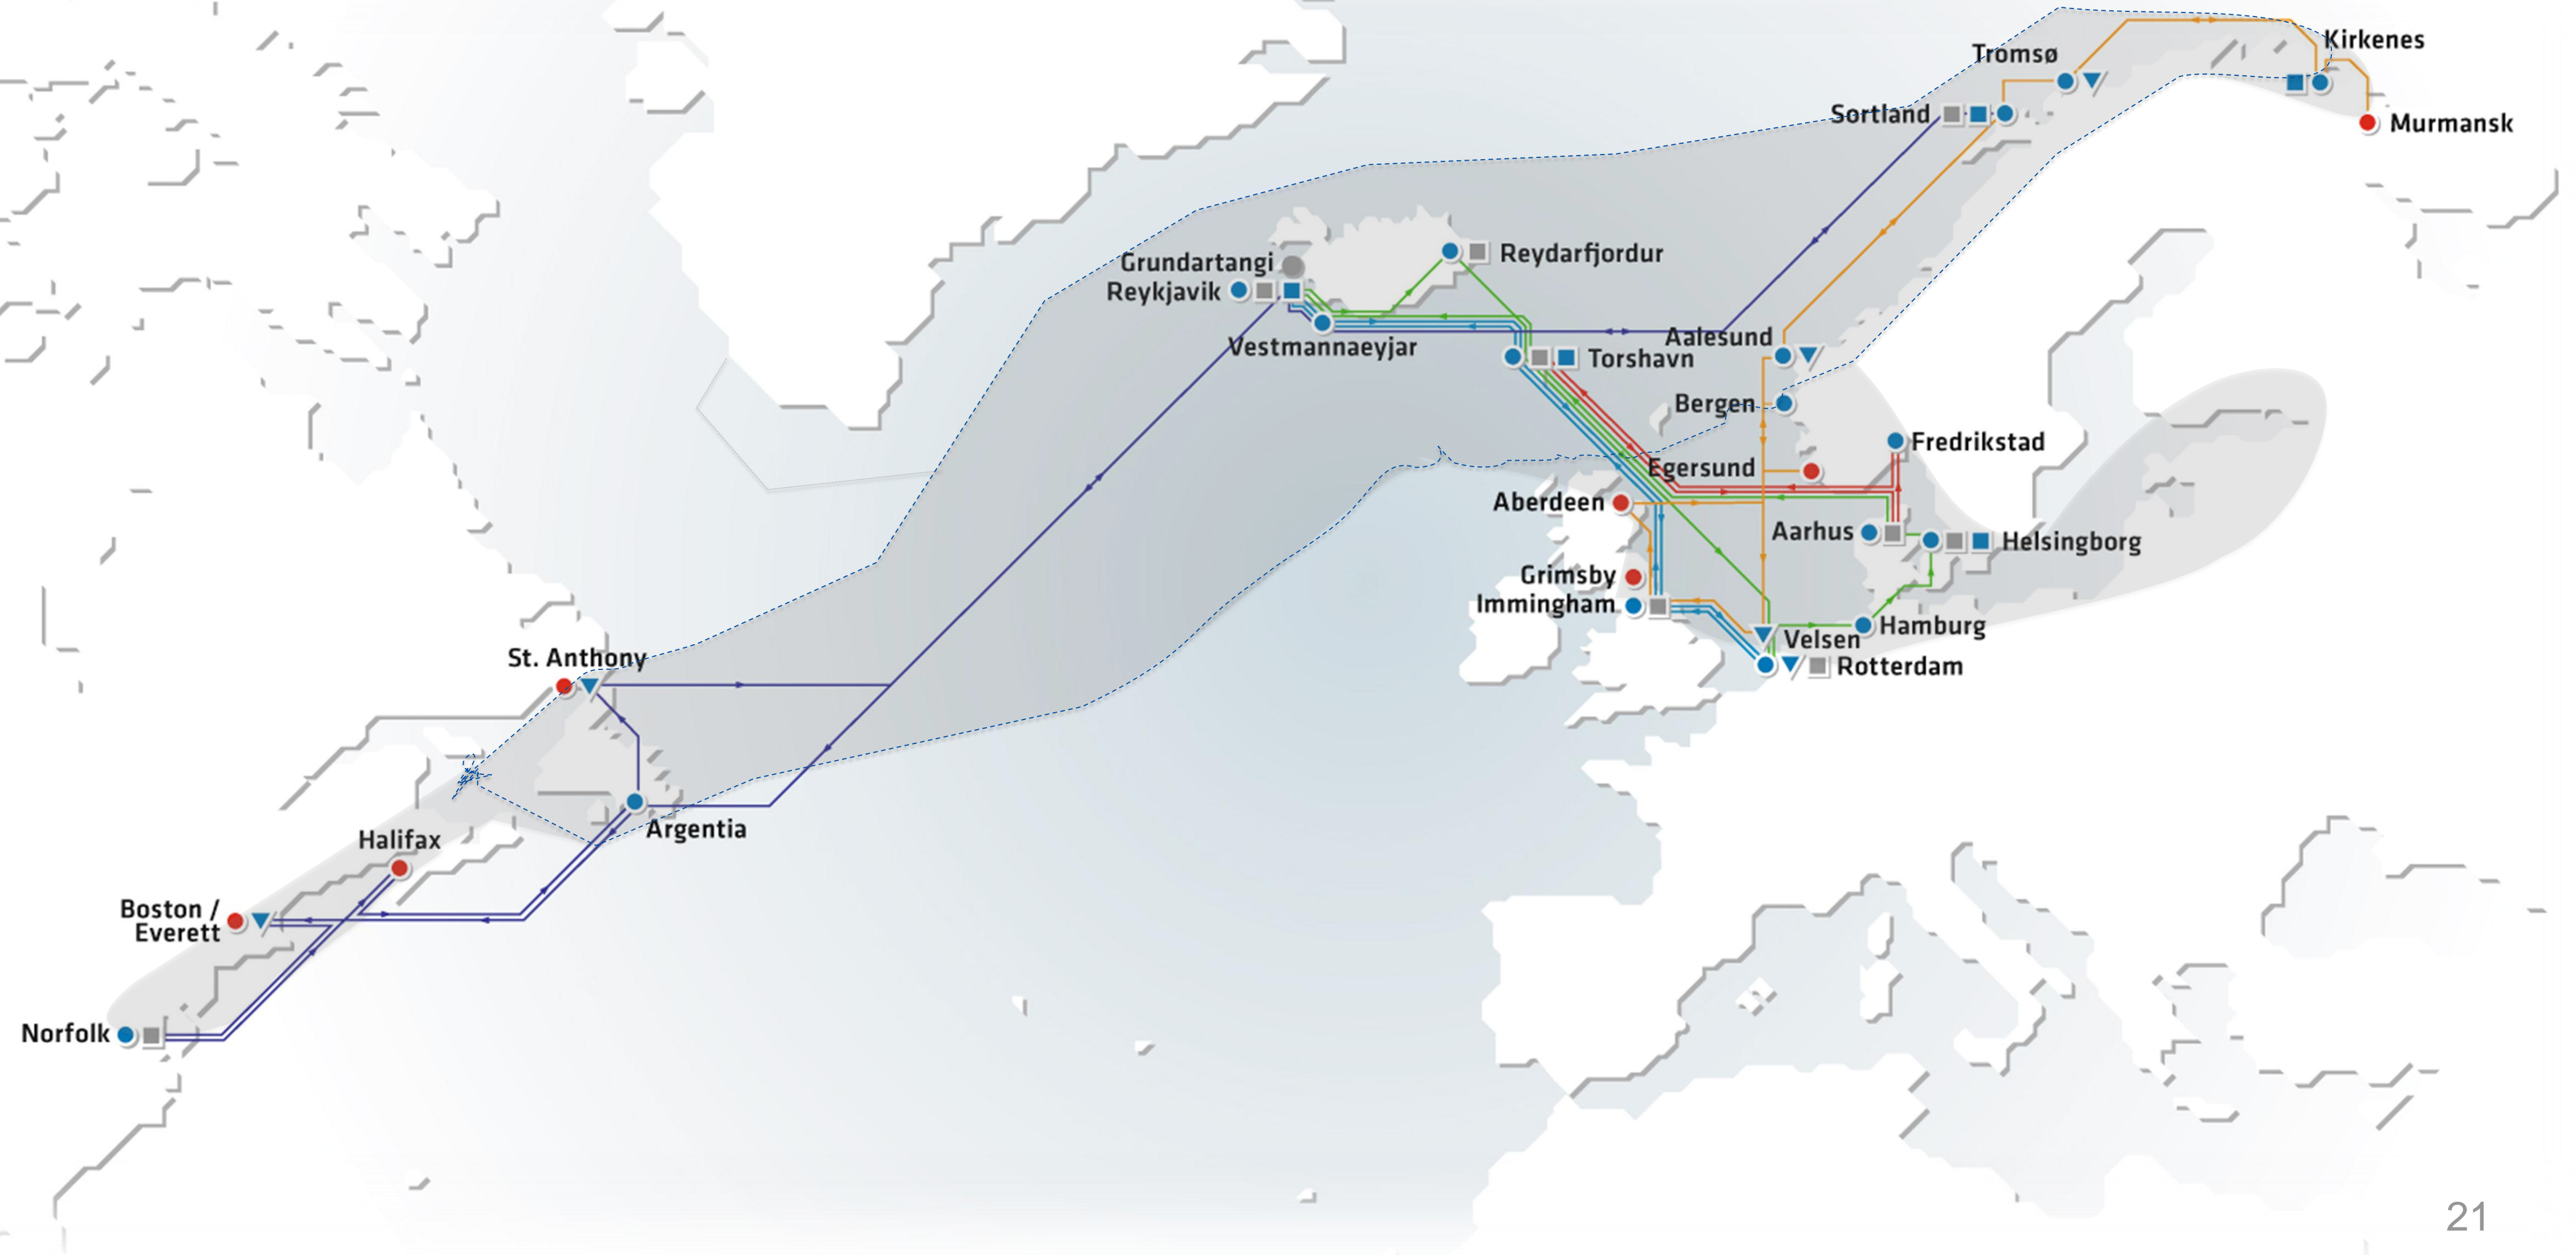 Kirkenes
Tromsø
Sortland
Murmansk
Reydarfjordur
Grundartangi
Reykjavik
Vestmannaeyjar
Aalesund
Torshavn
Bergen
Fredrikstad
Egersund
Aberdeen
Aarhus
Helsingborg
Grimsby
Immingham
Hamburg
Velsen
Rotterdam
St. Anthony
Argentia
Halifax
Boston /
Everett
Norfolk
21